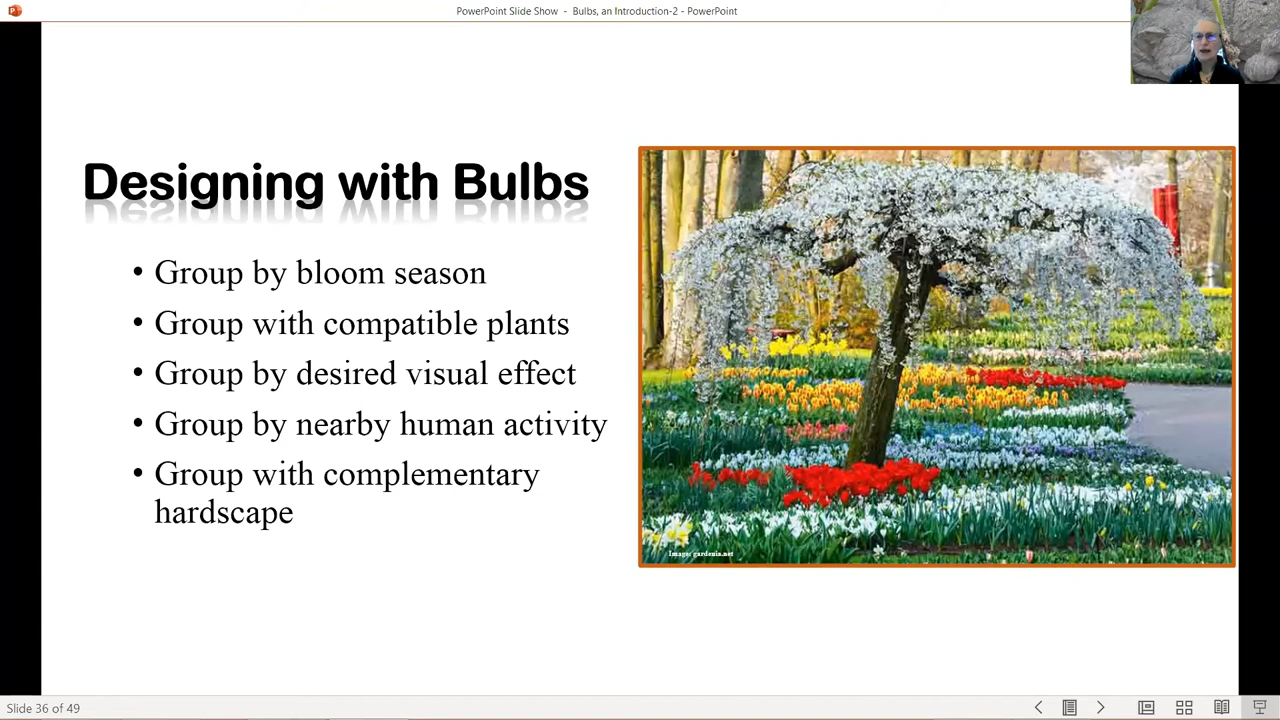 PowerPoint Slide Show - Bulbs, an Introduction-2 - PowerPoint
Designing with Bulbs
• Group by bloom season
• Group with compatible plants
• Group by desired visual effect
• Group by nearby human activity
• Group with complementary
hardscape
Image: gardenia.net
Slide 36 of 49